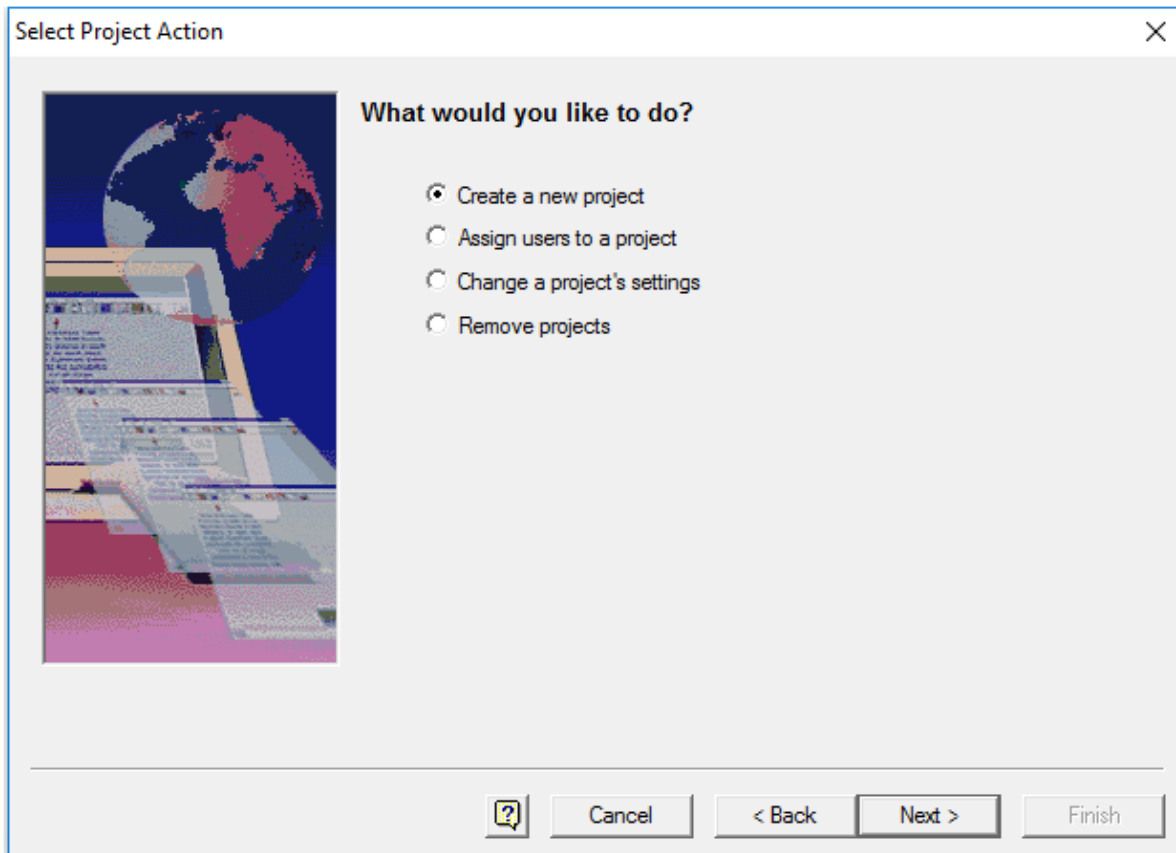 Select Project Action
What would you like to do?
Create a new project
Assign users to a project
Change a project's settings
Remove projects
Cancel
< Back
Next >
Finish